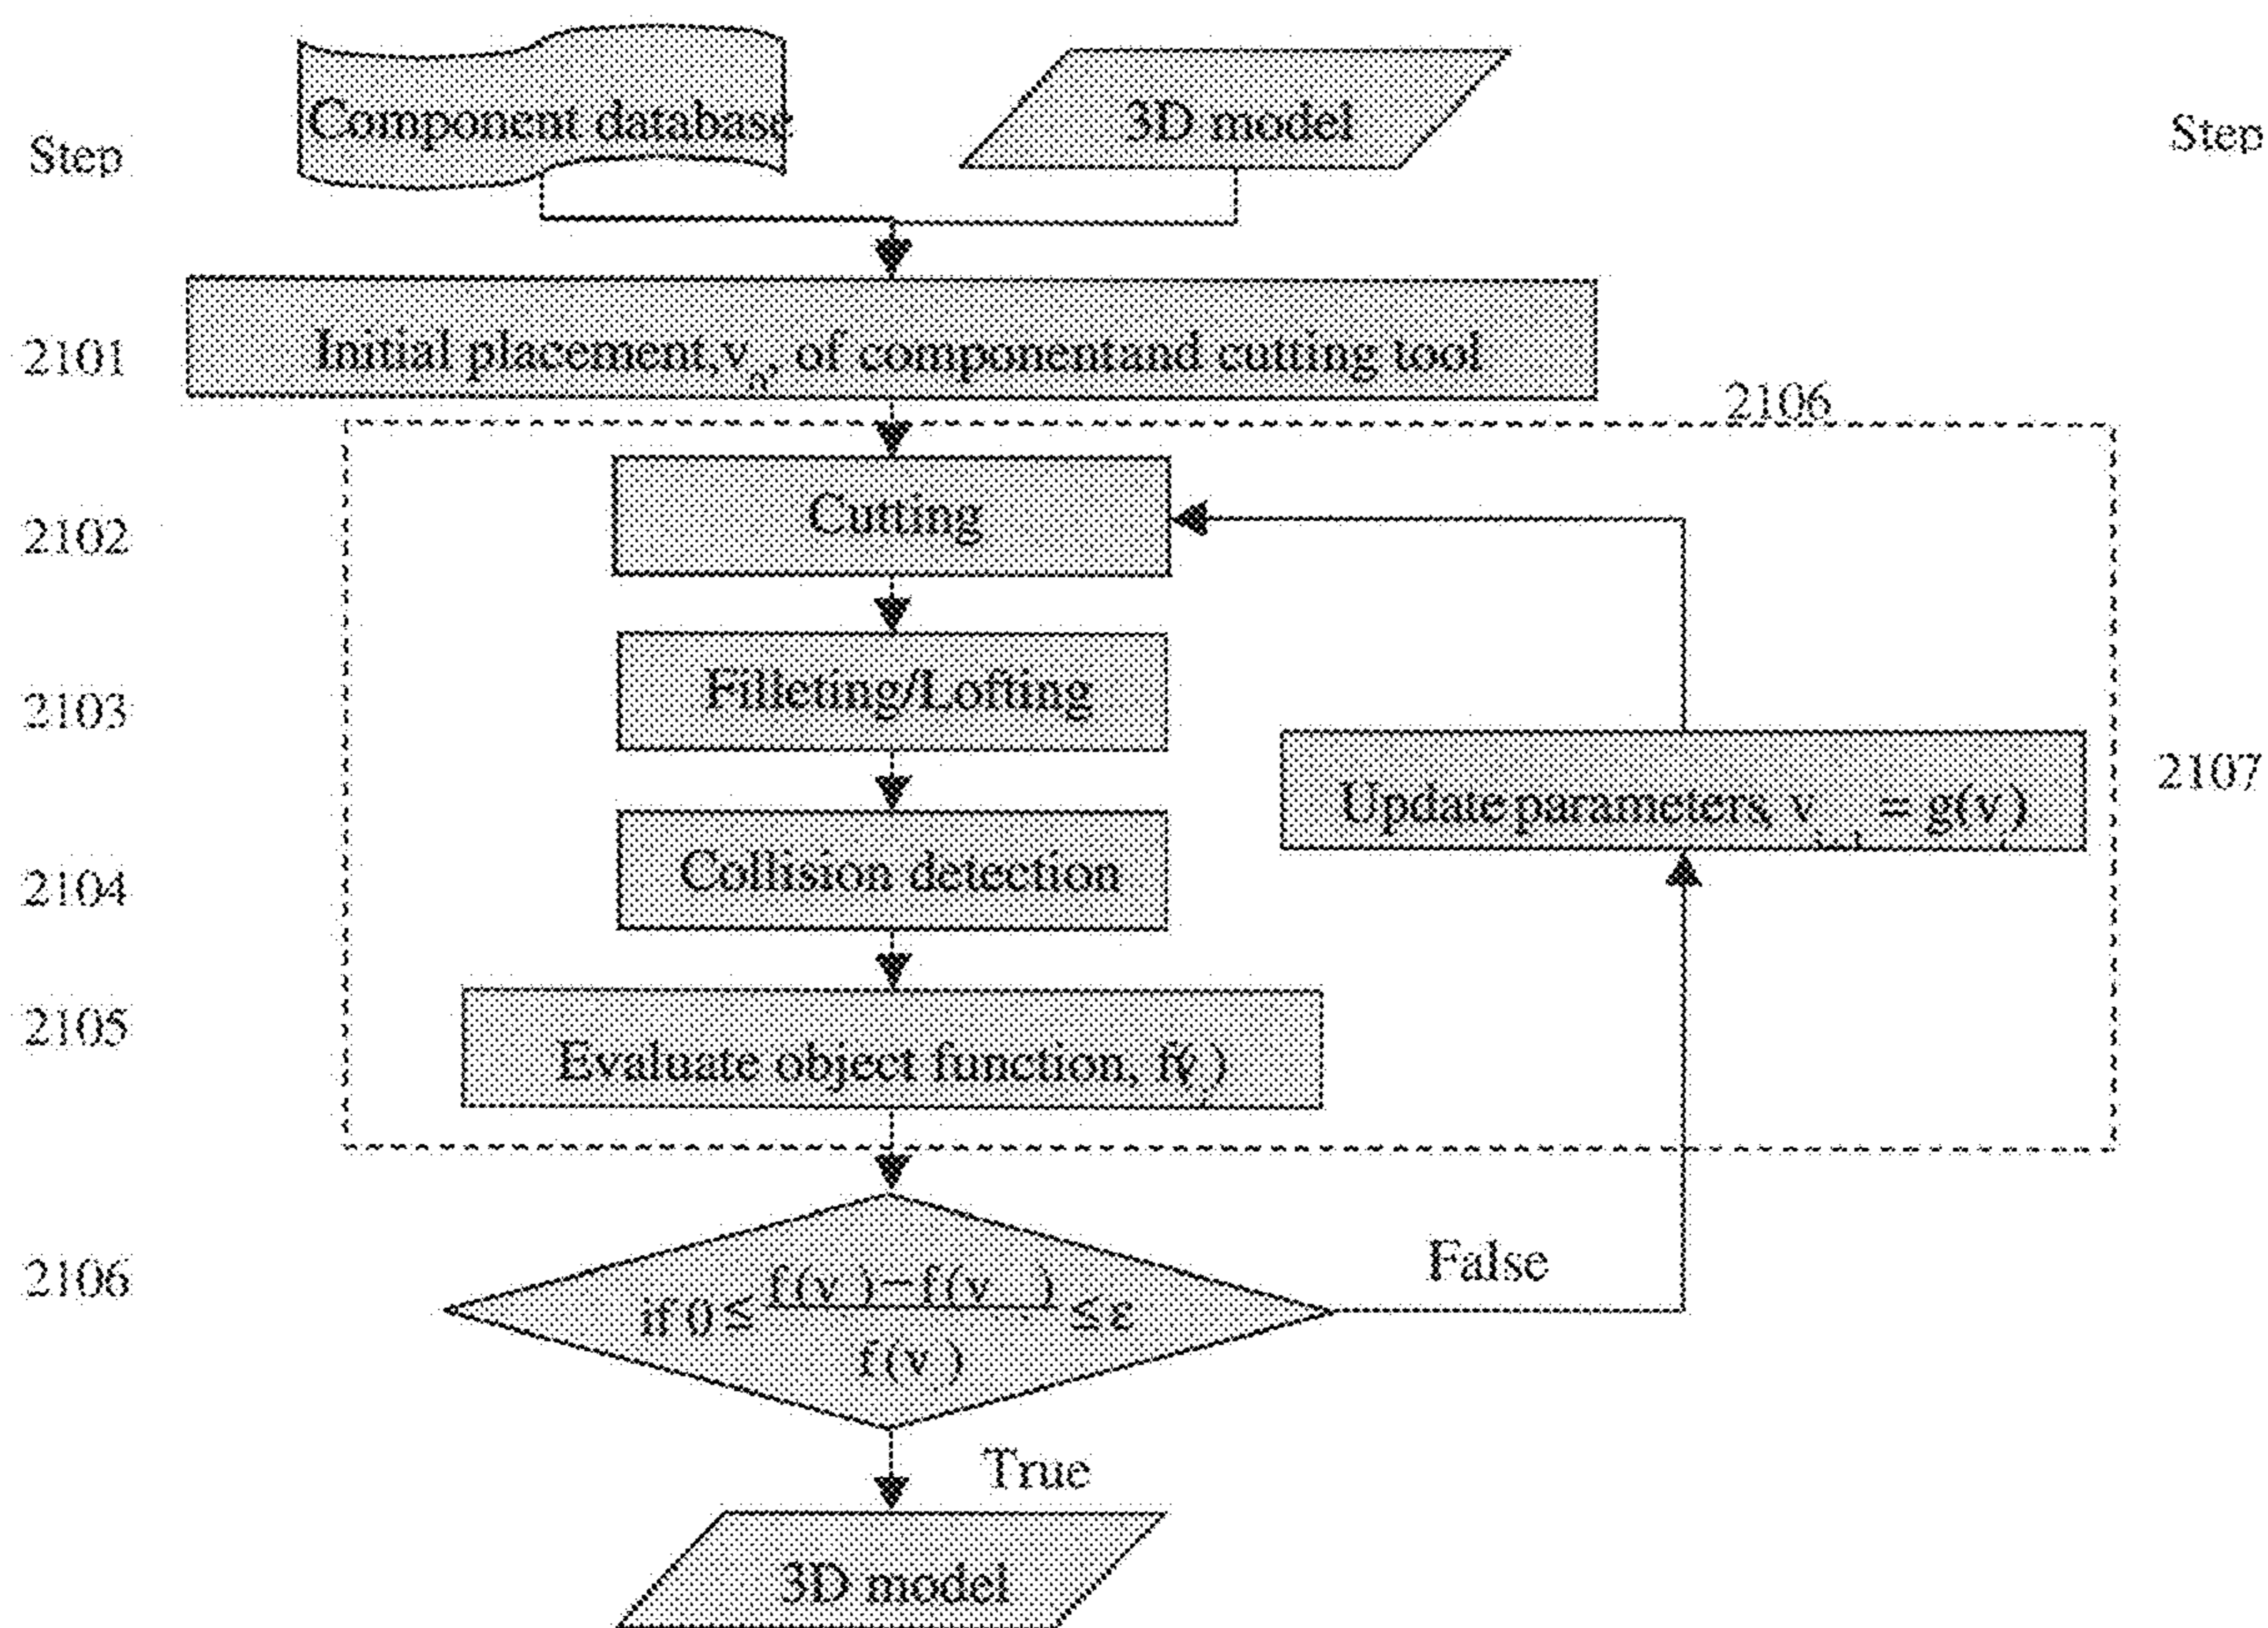 Component database
3D model
Step
Step
2101
Initial placement, v , of componentand cutting tool
2106
2102
Cutting
2103
Filleting/Lofting
Update parameters, v = g(v )
2107
2104
Collision detection
2105
Evaluate object function, f(v )
2106
if 0 ≤ f(v )−f(v ) / f(v ) ≤ ε
False
True
3D model